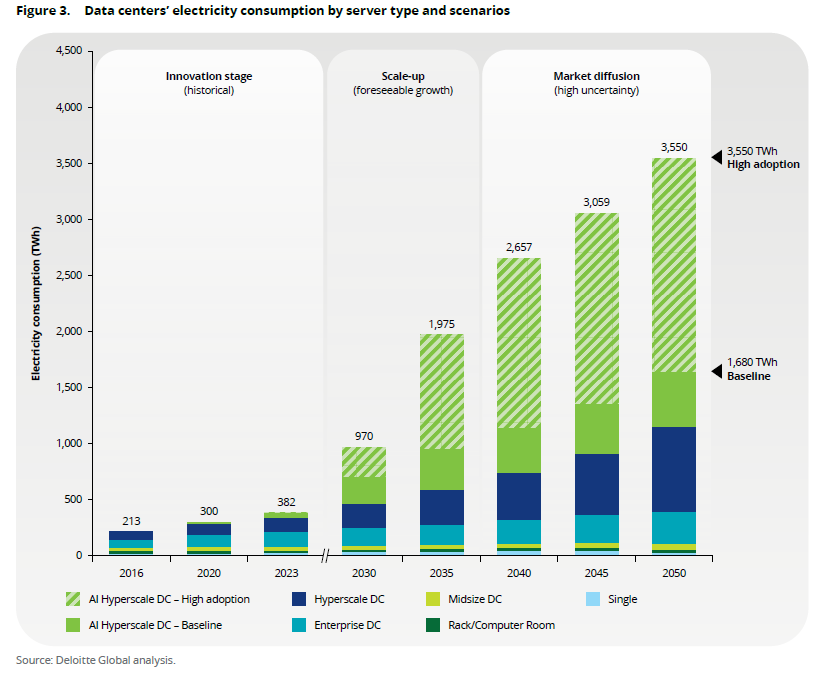 Figure 3. Data centers’ electricity consumption by server type and scenarios
Innovation stage
(historical)
Scale-up
(foreseeable growth)
Market diffusion
(high uncertainty)
Electricity consumption (TWh)
4,500
4,000
3,500
3,000
2,500
2,000
1,500
1,000
500
0
213
300
382
970
1,975
2,657
3,059
3,550
3,550 TWh
High adoption
1,680 TWh
Baseline
2016 2020 2023 2030 2035 2040 2045 2050
AI Hyperscale DC – High adoption Hyperscale DC Midsize DC Single
AI Hyperscale DC – Baseline Enterprise DC Rack/Computer Room
Source: Deloitte Global analysis.